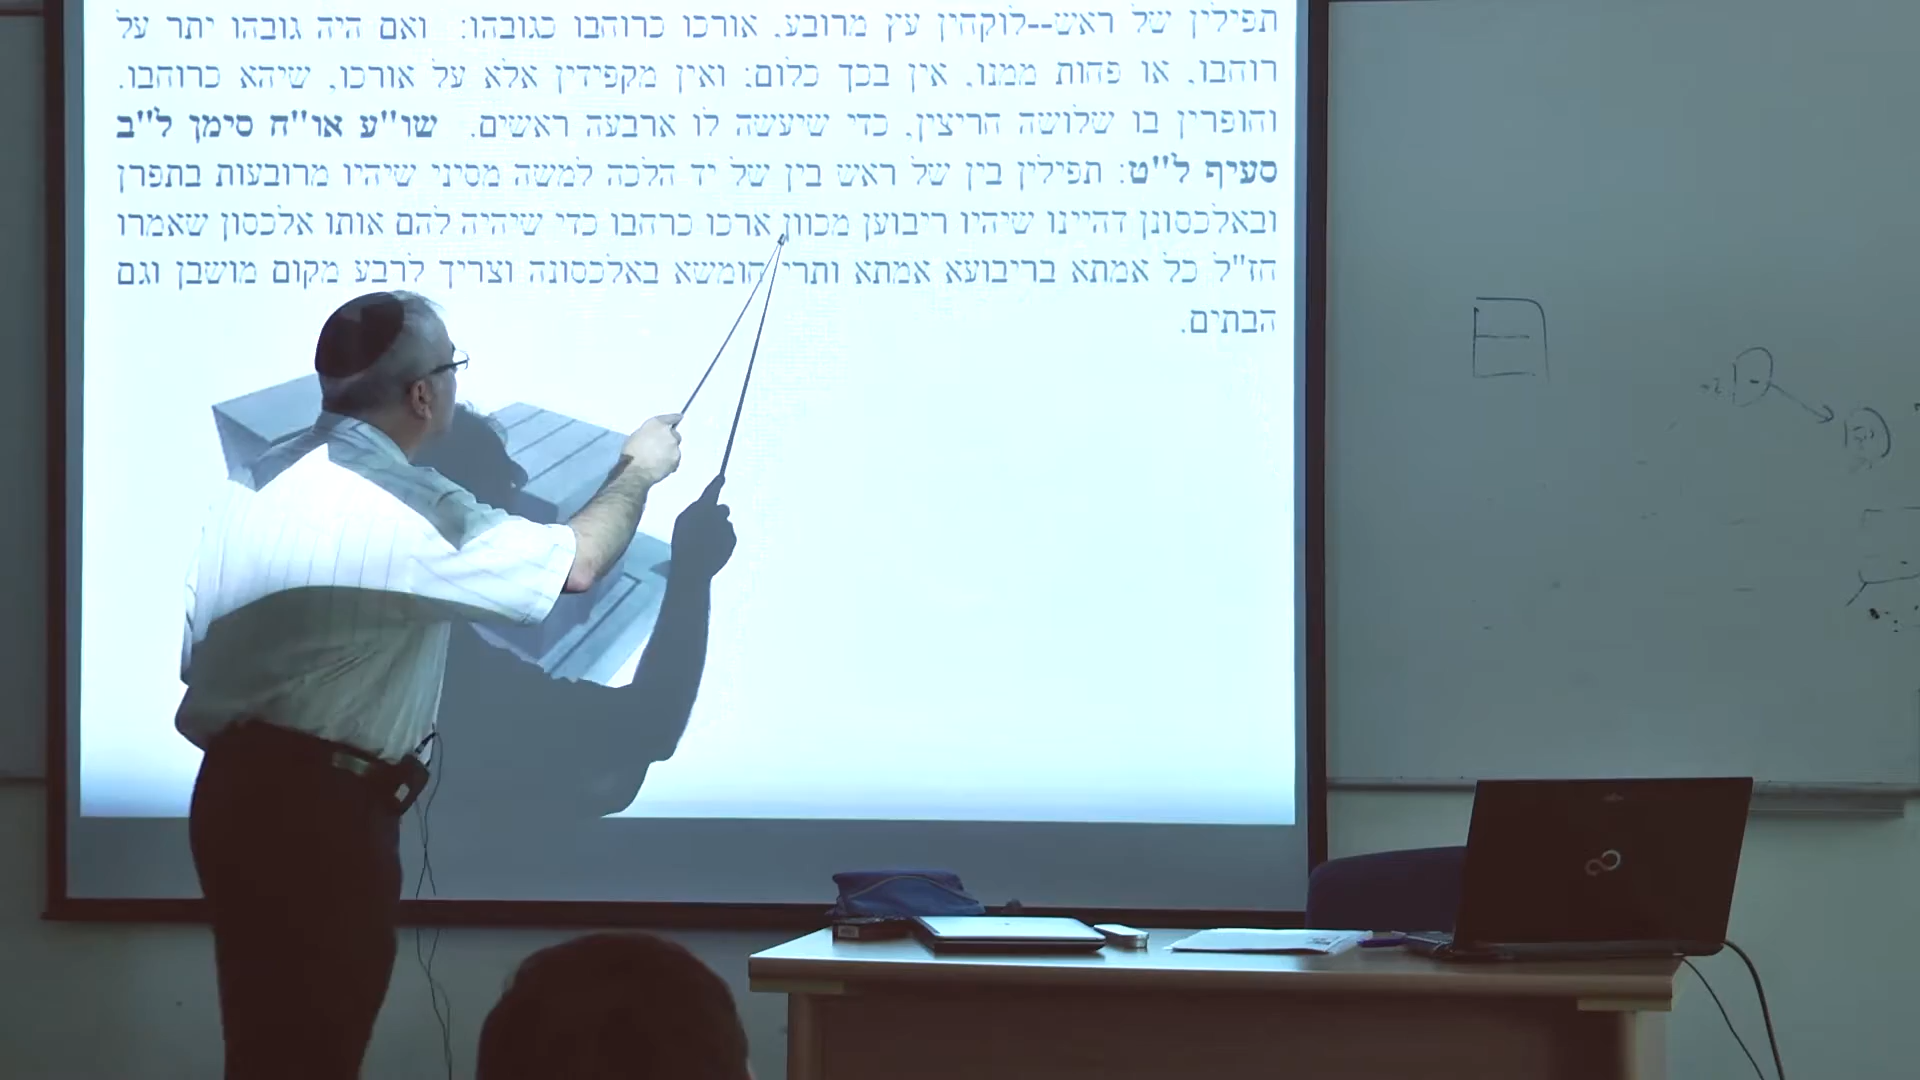 תפילין של ראש--לוקחין עץ מרובע, אורכו כרוחבו כגובהו: ואם היה גובהו יתר על
רוחבו, או פחות ממנו, אין בכך כלום; ואין מקפידין אלא על אורכו, שיהא כרוחבו.
וחופרין בו שלושה חריצין, כדי שיעשה לו ארבעה ראשים. שו"ע או"ח סימן ל"ב
סעיף ל"ט: תפילין בין של ראש בין של יד הלכה למשה מסיני שיהיו מרובעות בתפרן
ובאלכסונן דהיינו שיהיו ריבוען מכוון ארכו כרחבו כדי שיהיה להם אותו אלכסון שאמרו
חז"ל כל אמתא בריבועא אמתא ותרי חומשא באלכסונה וצריך לרבע מקום מושבן וגם
הבתים.